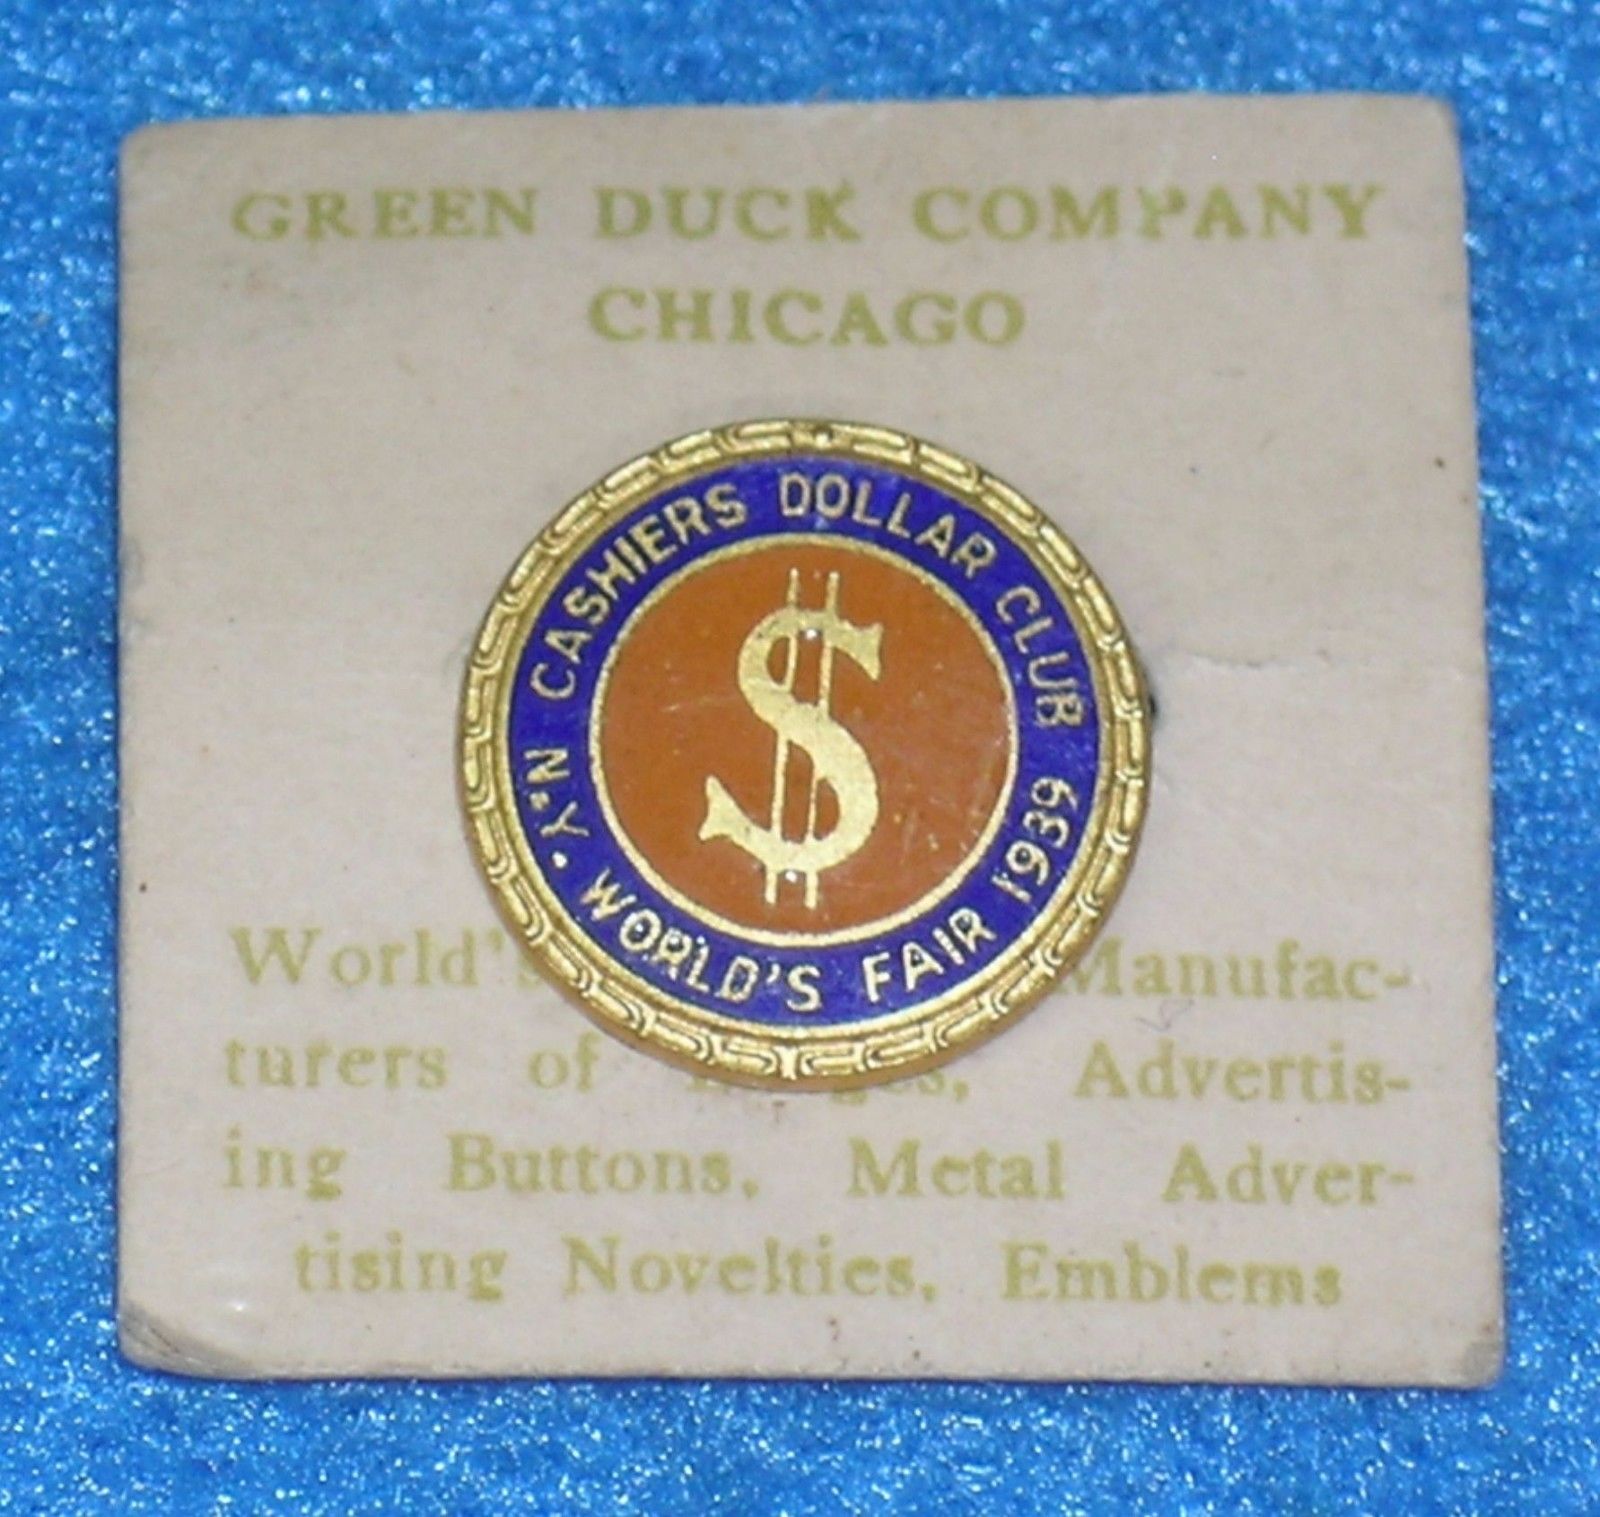 GREEN DUCK COMPANY
CHICAGO
CASHIERS DOLLAR CLUB
$
N.Y. WORLD'S FAIR 1939
World's Manufac-
turers of Advertis-
ing Buttons, Metal Adver-
tising Novelties, Emblems